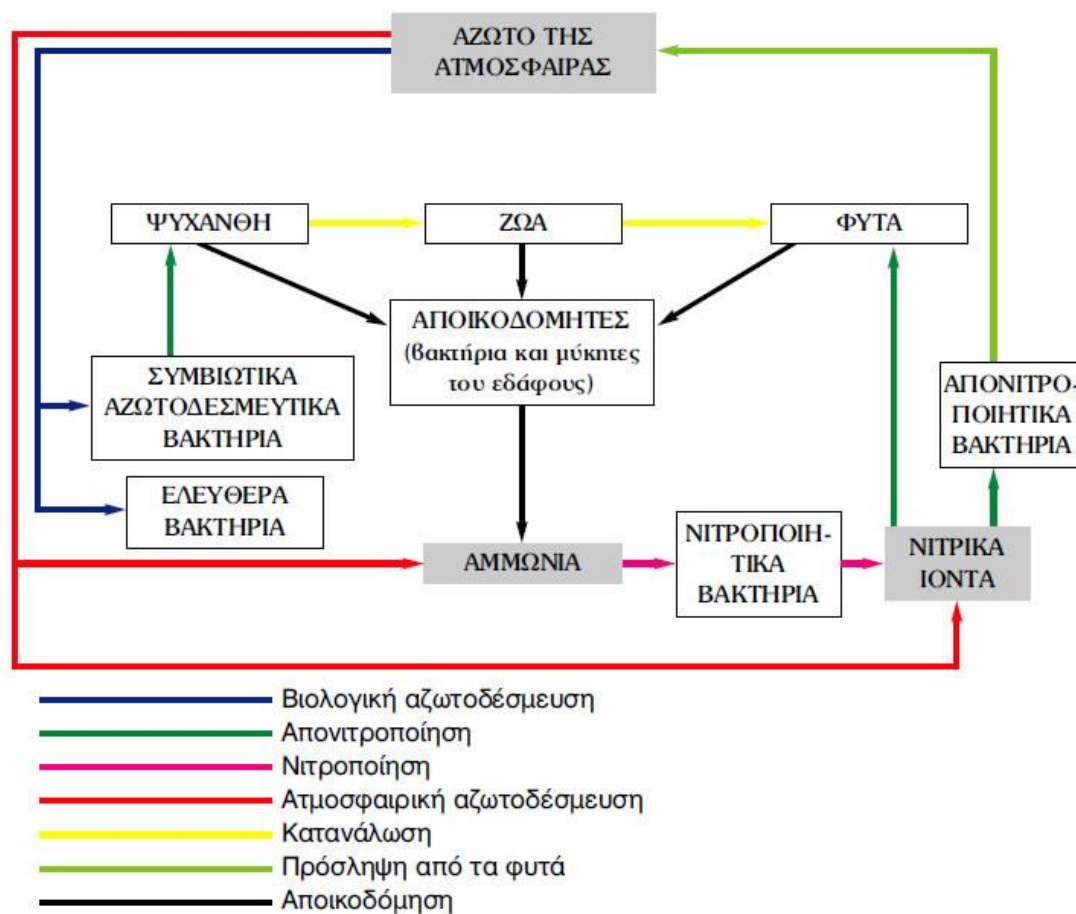 ΑΖΩΤΟ ΤΗΣ
ΑΤΜΟΣΦΑΙΡΑΣ
ΨΥΧΑΝΘΗ
ΖΩΑ
ΦΥΤΑ
ΑΠΟΙΚΟΔΟΜΗΤΕΣ
(βακτήρια και μύκητες
του εδάφους)
ΣΥΜΒΙΩΤΙΚΑ
ΑΖΩΤΟΔΕΣΜΕΥΤΙΚΑ
ΒΑΚΤΗΡΙΑ
ΑΠΟΝΙΤΡΟ-
ΠΟΙΗΤΙΚΑ
ΒΑΚΤΗΡΙΑ
ΕΛΕΥΘΕΡΑ
ΒΑΚΤΗΡΙΑ
ΑΜΜΩΝΙΑ
ΝΙΤΡΟΠΟΙΗ-
ΤΙΚΑ
ΒΑΚΤΗΡΙΑ
ΝΙΤΡΙΚΑ
ΙΟΝΤΑ
Βιολογική αζωτοδέσμευση
Απονιτροποίηση
Νιτροποίηση
Ατμοσφαιρική αζωτοδέσμευση
Κατανάλωση
Πρόσληψη από τα φυτά
Αποικοδόμηση